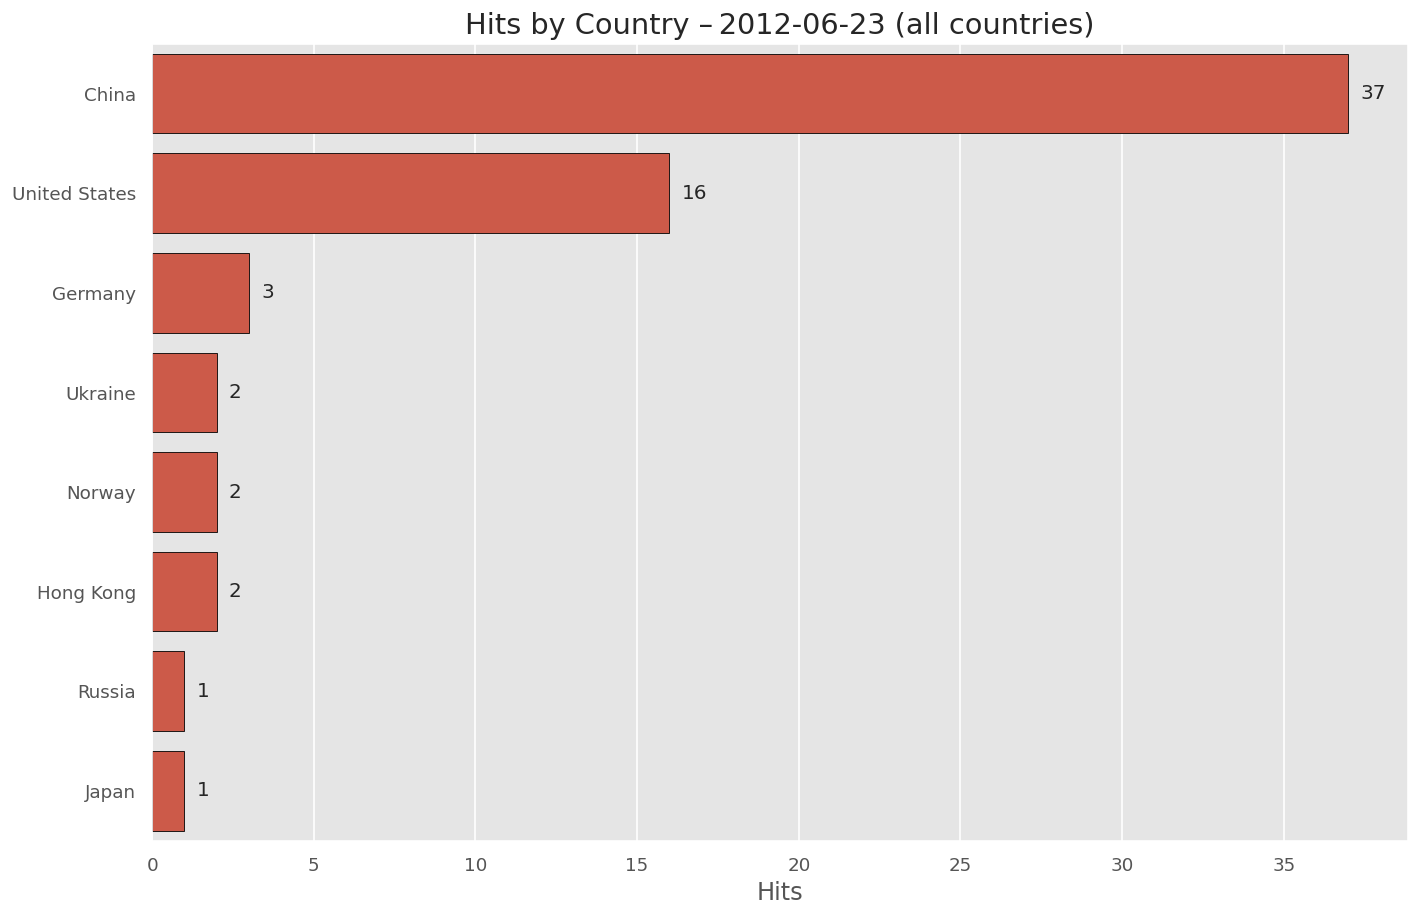 Hits by Country – 2012-06-23 (all countries)
China 37
United States 16
Germany 3
Ukraine 2
Norway 2
Hong Kong 2
Russia 1
Japan 1
0 5 10 15 20 25 30 35
Hits